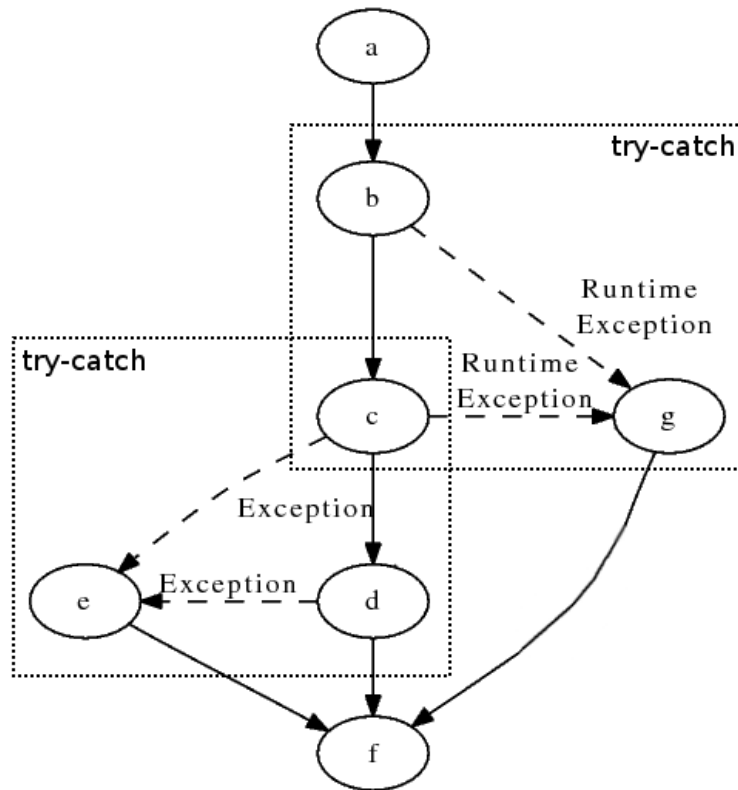 a
try-catch
b
Runtime
Exception
try-catch
Runtime
Exception
c
g
Exception
Exception
e
d
f